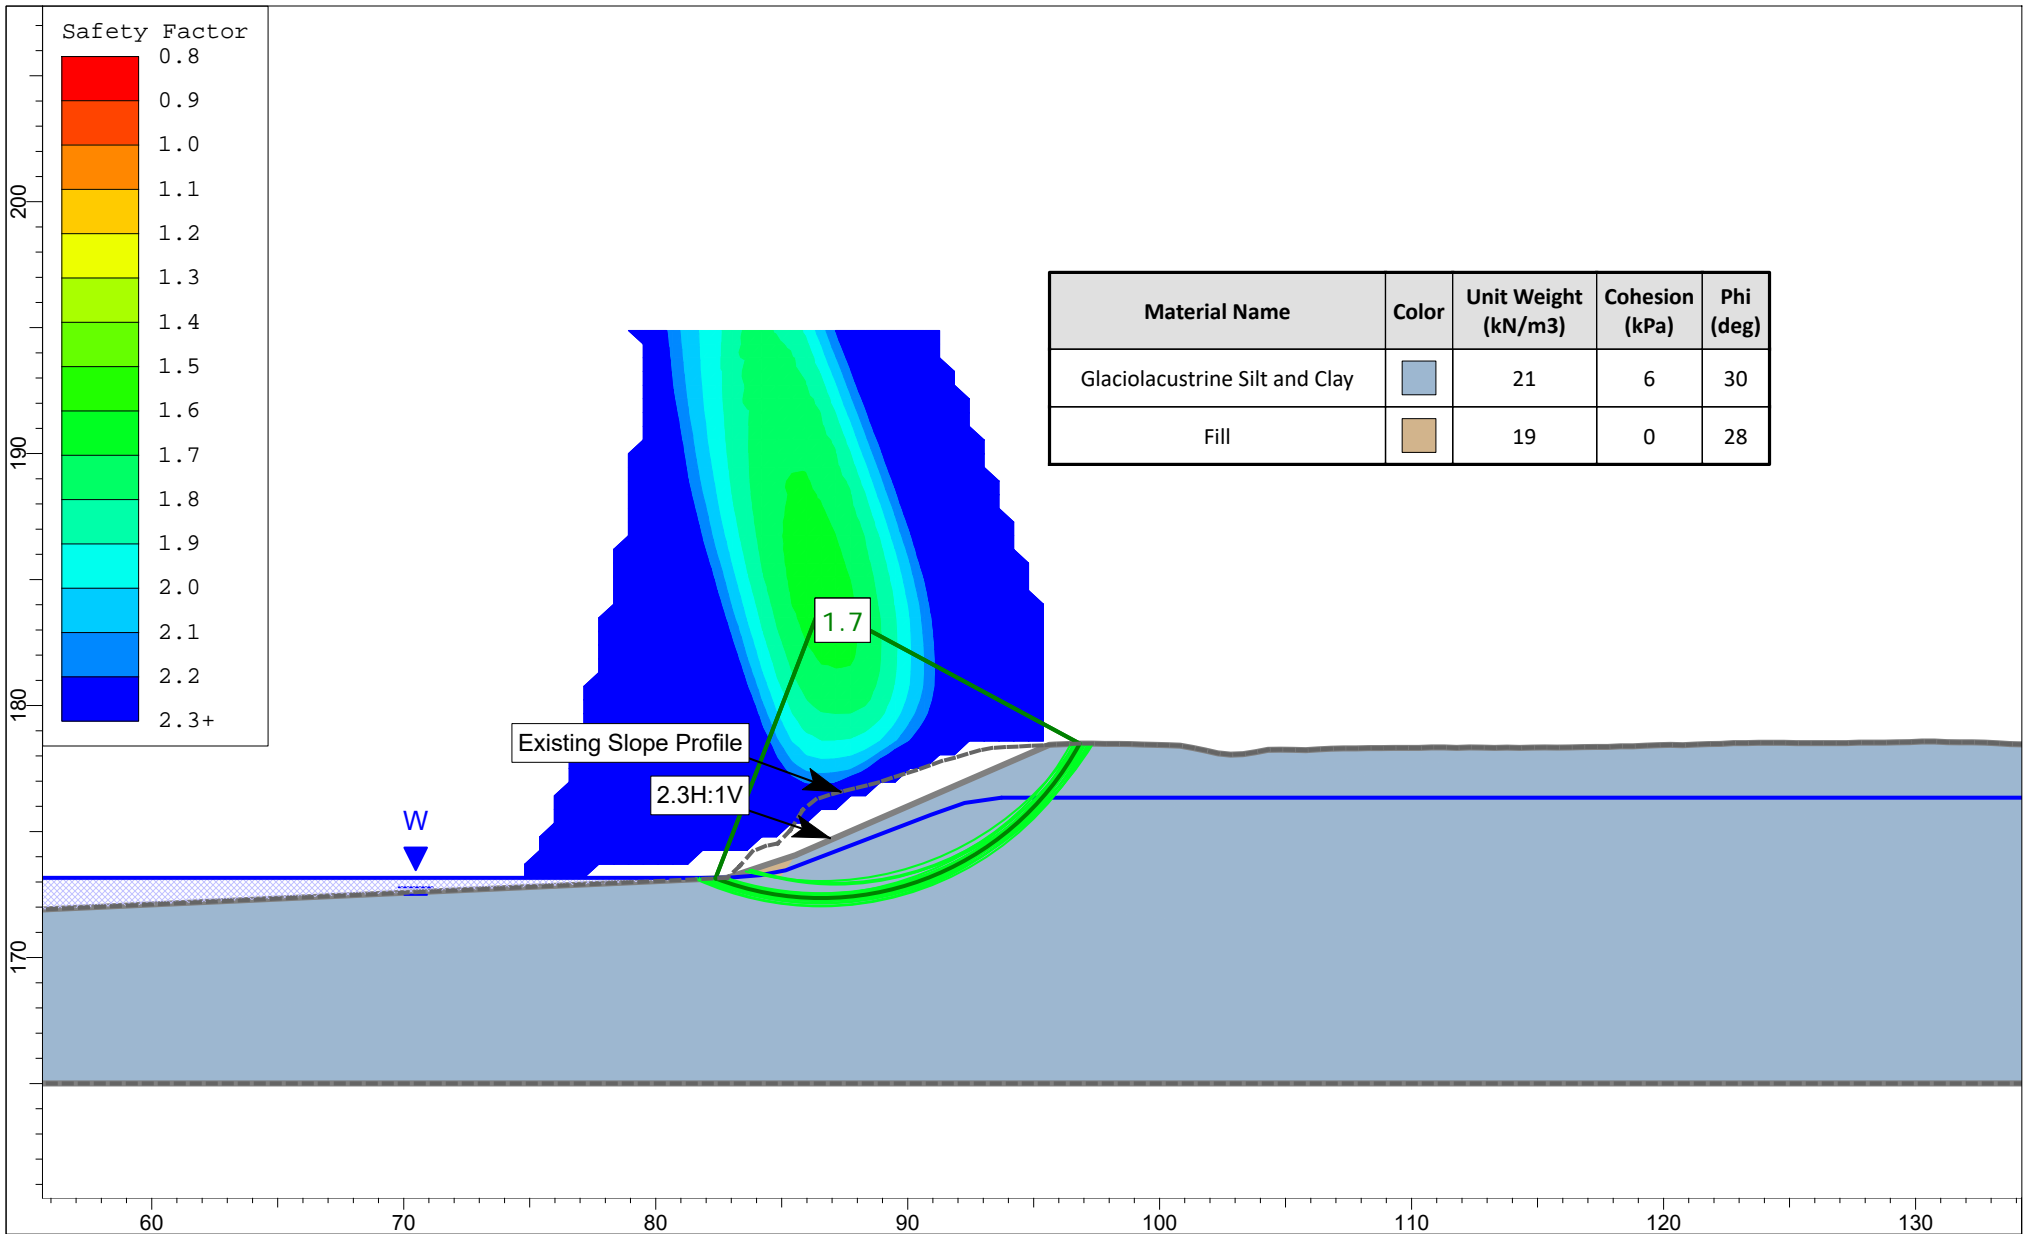 Safety Factor
0.8
0.9
1.0
1.1
1.2
1.3
1.4
1.5
1.6
1.7
1.8
1.9
2.0
2.1
2.2
2.3+
200
190
180
170
Material Name Color Unit Weight (kN/m3) Cohesion (kPa) Phi (deg)
Glaciolacustrine Silt and Clay 21 6 30
Fill 19 0 28
1.7
Existing Slope Profile
2.3H:1V
W
60 70 80 90 100 110 120 130